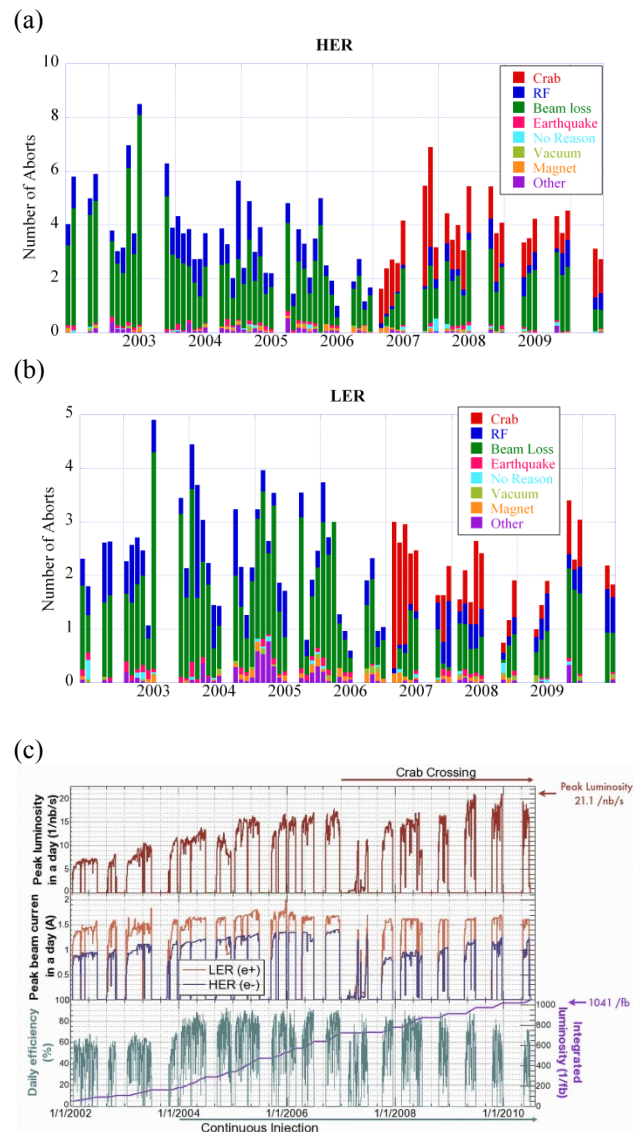 (a)
HER
10
8
6
4
2
0
Number of Aborts
Crab
RF
Beam loss
Earthquake
No Reason
Vacuum
Magnet
Other
2003 2004 2005 2006 2007 2008 2009
(b)
LER
5
4
3
2
1
0
Number of Aborts
Crab
RF
Beam Loss
Earthquake
No Reason
Vacuum
Magnet
Other
2003 2004 2005 2006 2007 2008 2009
(c)
Crab Crossing
Peak Luminosity
21.1 /nb/s
Peak luminosity
in a day (1/nb/s)
20
15
10
5
0
Peak beam curren
in a day (A)
2
1.5
1
0.5
0
LER (e+)
HER (e-)
Daily efficiency
(%)
100
80
60
40
20
0
1041 /fb
1000
800
600
400
200
0
Integrated
luminosity (1/fb)
1/1/2002 1/1/2004 1/1/2006 1/1/2008 1/1/2010
Continuous Injection